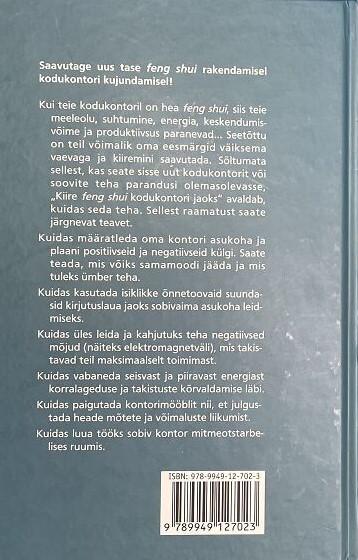 Saavutage uus tase feng shui rakendamisel
kodukontori kujundamisel!
Kui teie kodukontoril on hea feng shui, siis teie
meeleolu, suhtumine, energia, keskendumis-
võime ja produktiivsus paranevad... Seetõttu
on teil võimalik oma eesmärgid väiksema
vaevaga ja kiiremini saavutada. Sõltumata
sellest, kas seate sisse uut kodukontorit või
soovite teha parandusi olemasolevasse,
„Kiire feng shui kodukontori jaoks" avaldab,
kuidas seda teha. Sellest raamatust saate
järgnevat teavet.
Kuidas määratleda oma kontori asukoha ja
plaani positiivseid ja negatiivseid külgi. Saate
teada, mis võiks samamoodi jääda ja mis
tuleks ümber teha.
Kuidas kasutada isiklikke õnnetoovaid suunda-
sid kirjutuslaua jaoks sobivaima asukoha leid-
miseks.
Kuidas üles leida ja kahjutuks teha negatiivsed
mõjud (näiteks elektromagnetväli), mis takis-
tavad teil maksimaalselt toimimast.
Kuidas vabaneda seisvast ja piiravast energiast
korralageduse ja takistuste kõrvaldamise läbi.
Kuidas paigutada kontorimööblit nii, et julgus-
tada heade mõtete ja võimaluste liikumist.
Kuidas luua tööks sobiv kontor mitmeotstarbe-
lises ruumis.
ISBN: 978-9949-12-702-3
9 789949 127023